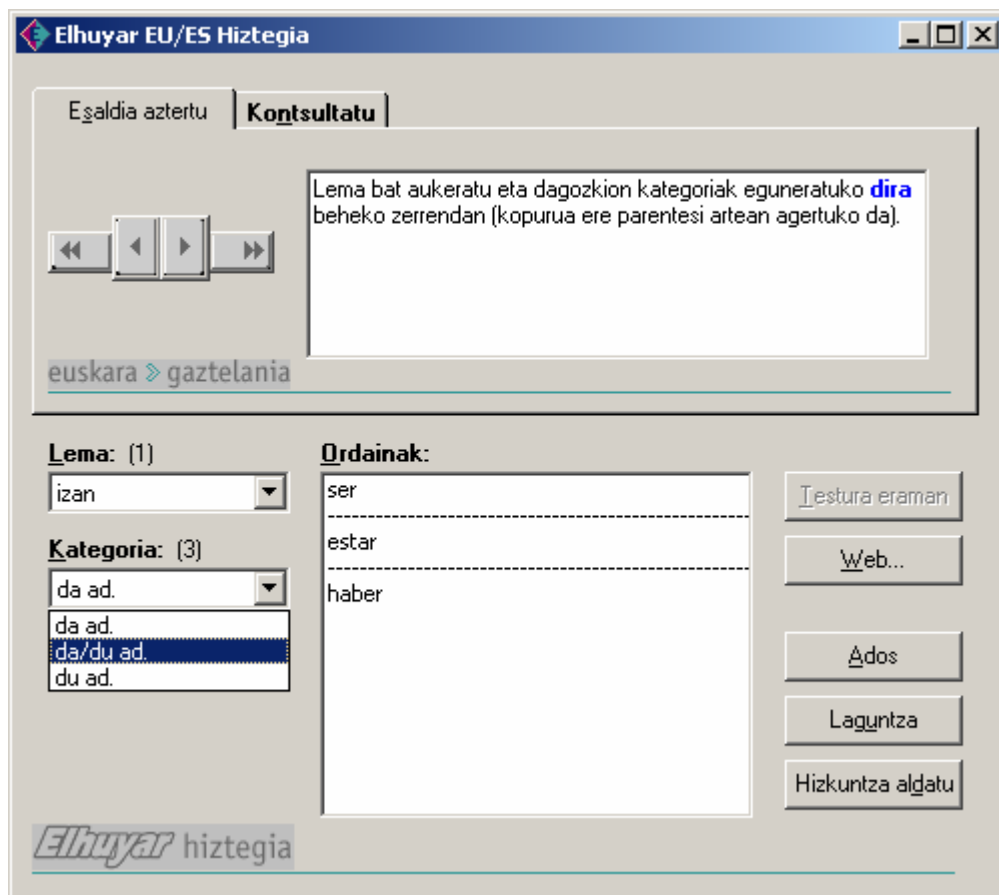 Elhuyar EU/ES Hiztegia
Esaldia aztertu
Kontsultatu
Lema bat aukeratu eta dagozkion kategoriak eguneratuko dira
beheko zerrendan (kopurua ere parentesi artean agertuko da).
euskara » gaztelania
Lema: (1)
izan
Kategoria: (3)
da ad.
da ad.
da/du ad.
du ad.
Ordainak:
ser
estar
haber
Testura eraman
Web...
Ados
Laguntza
Hizkuntza aldatu
Elhuyar hiztegia